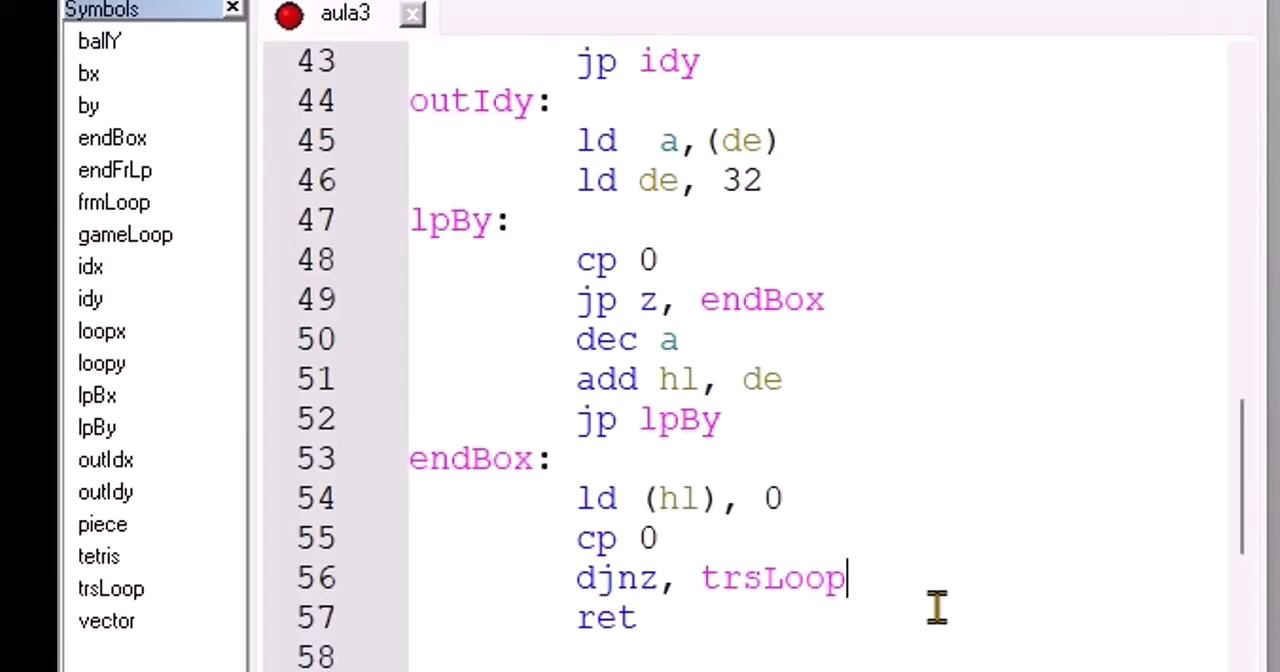 Symbols
ballY
bx
by
endBox
endFrLp
frmLoop
gameLoop
idx
idy
loopx
loopy
lpBx
lpBy
outIdx
outIdy
piece
tetris
trsLoop
vector
aula3
43 jp idy
44 outIdy:
45 ld  a,(de)
46 ld de, 32
47 lpBy:
48 cp 0
49 jp z, endBox
50 dec a
51 add hl, de
52 jp lpBy
53 endBox:
54 ld (hl), 0
55 cp 0
56 djnz, trsLoop
57 ret
58